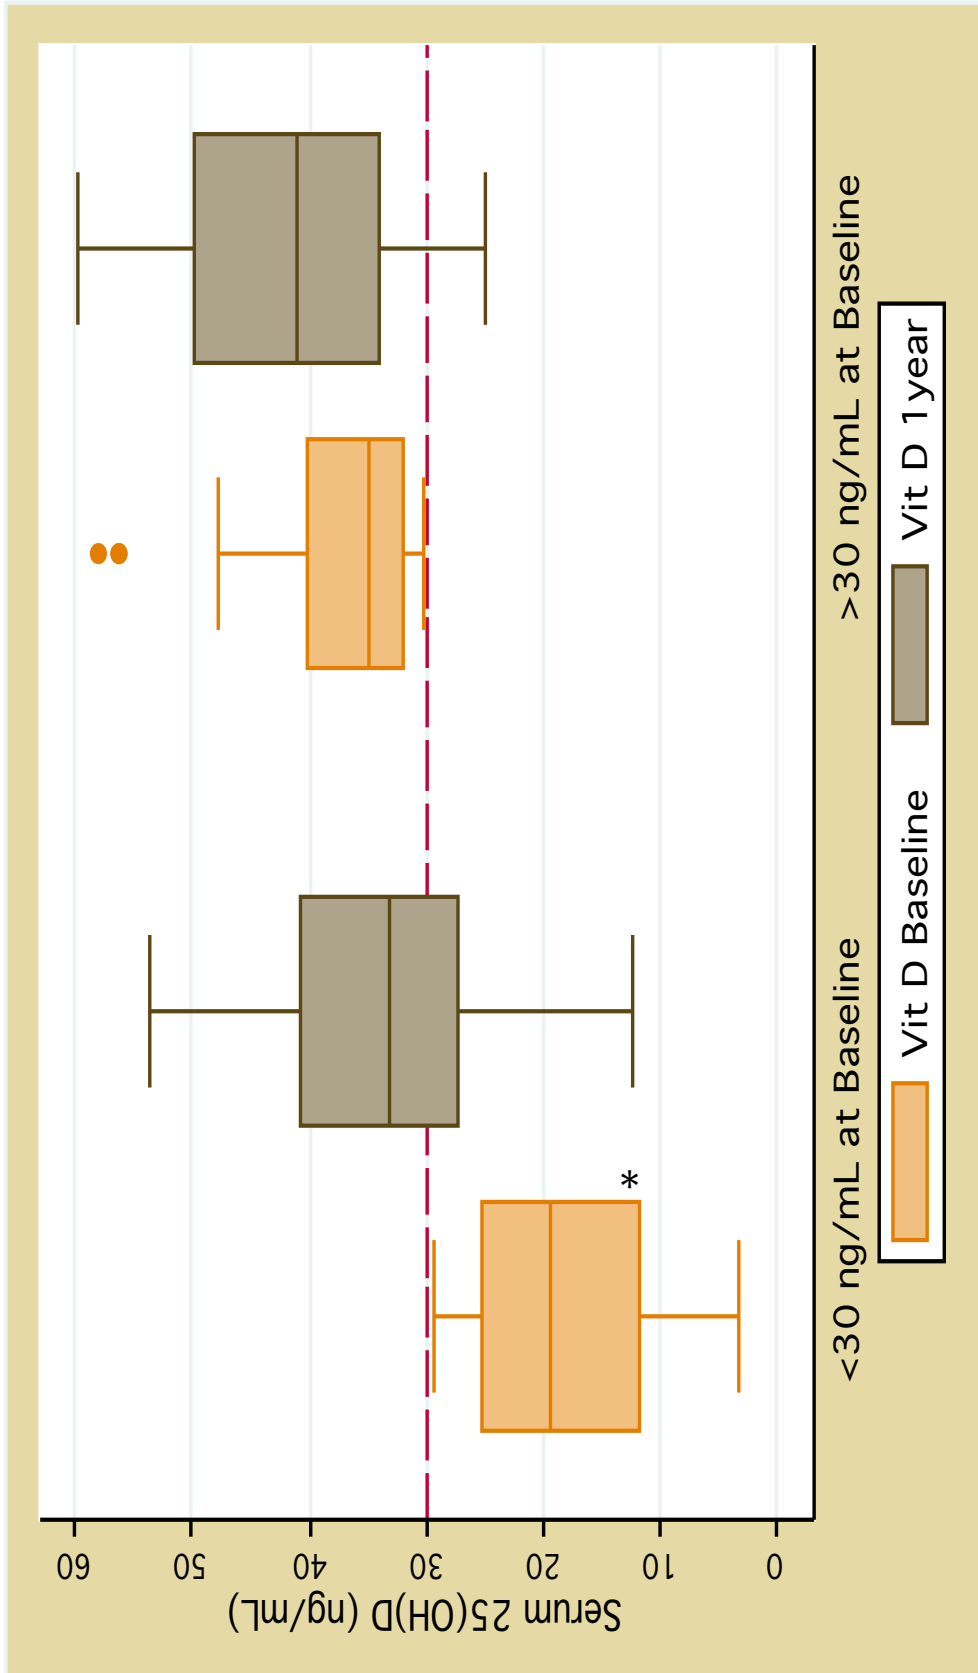 Serum 25(OH)D (ng/mL)
60
50
40
30
20
10
0
*
<30 ng/mL at Baseline
>30 ng/mL at Baseline
Vit D Baseline
Vit D 1year